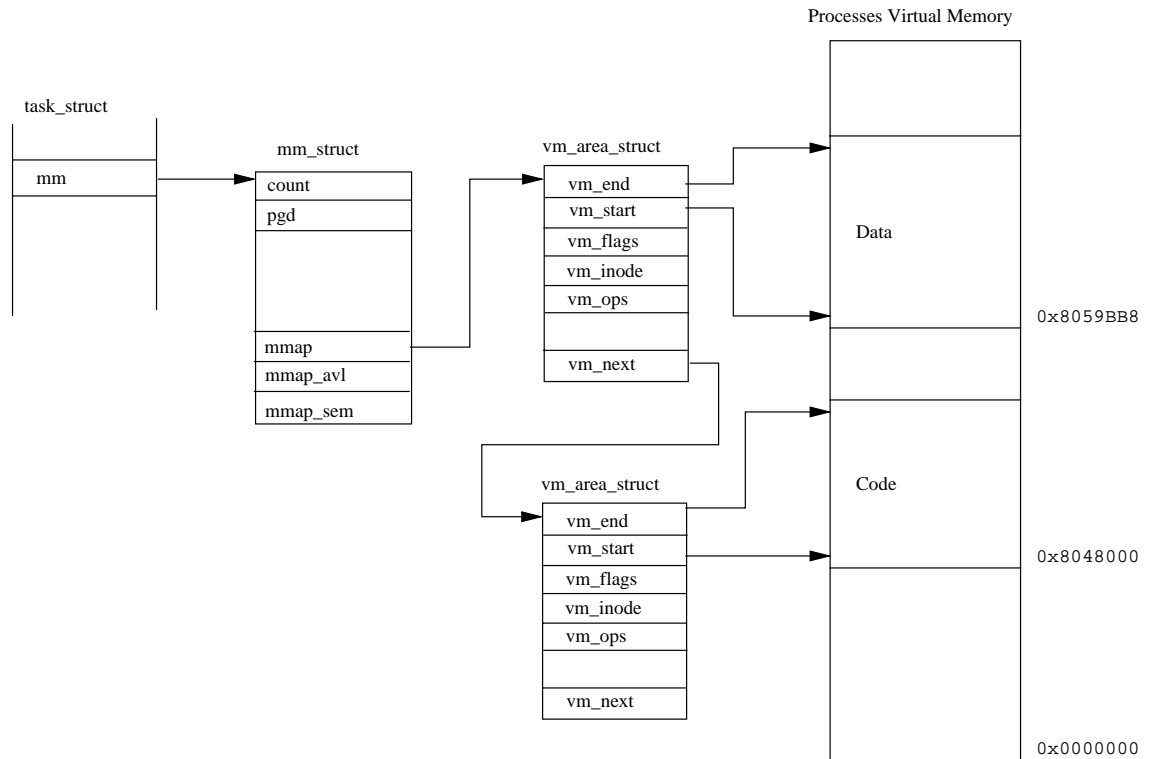 Processes Virtual Memory
task_struct
mm
mm_struct
count
pgd
mmap
mmap_avl
mmap_sem
vm_area_struct
vm_end
vm_start
vm_flags
vm_inode
vm_ops
vm_next
vm_area_struct
vm_end
vm_start
vm_flags
vm_inode
vm_ops
vm_next
Data
0x8059BB8
Code
0x8048000
0x0000000